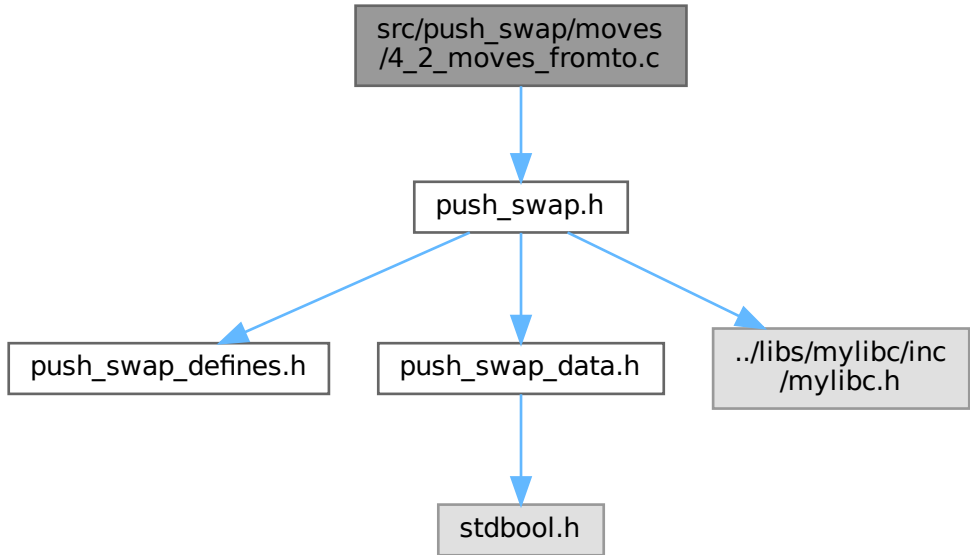 src/push_swap/moves
/4_2_moves_fromto.c
push_swap.h
push_swap_defines.h
push_swap_data.h
../libs/mylibc/inc
/mylibc.h
stdbool.h